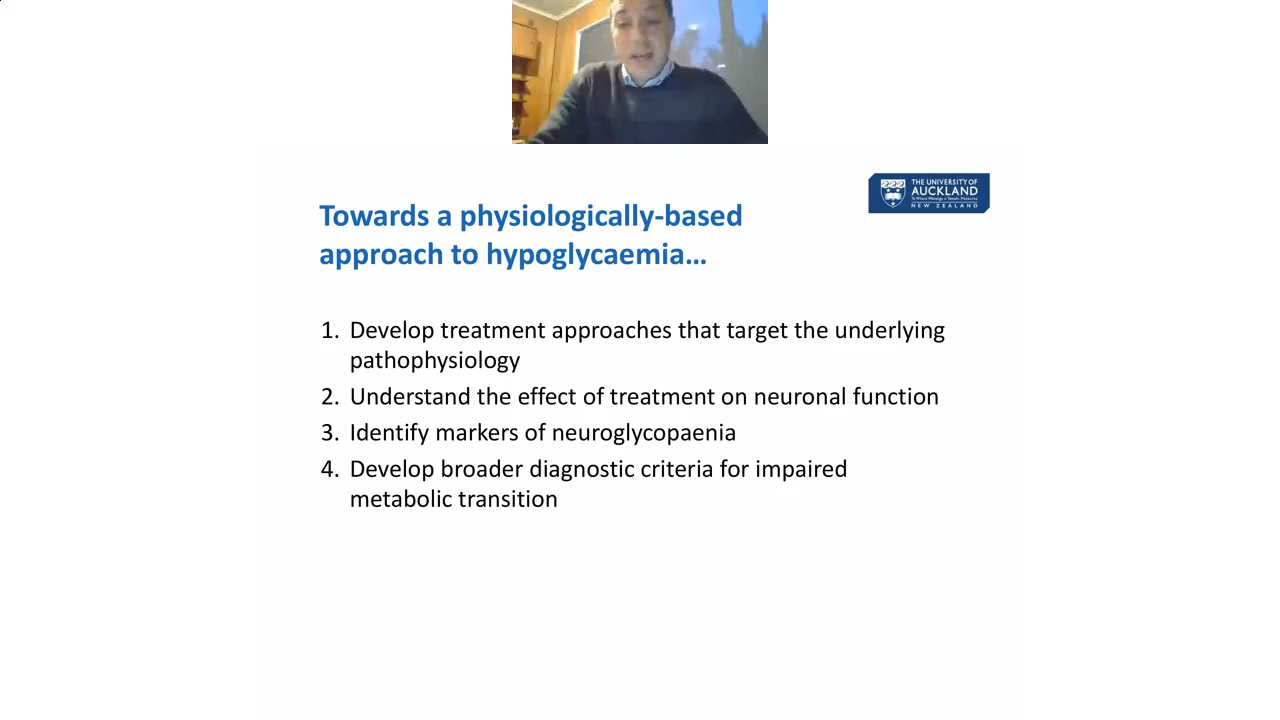 THE UNIVERSITY OF
AUCKLAND
NEW ZEALAND
Towards a physiologically-based
approach to hypoglycaemia…
1. Develop treatment approaches that target the underlying
pathophysiology
2. Understand the effect of treatment on neuronal function
3. Identify markers of neuroglycopaenia
4. Develop broader diagnostic criteria for impaired
metabolic transition